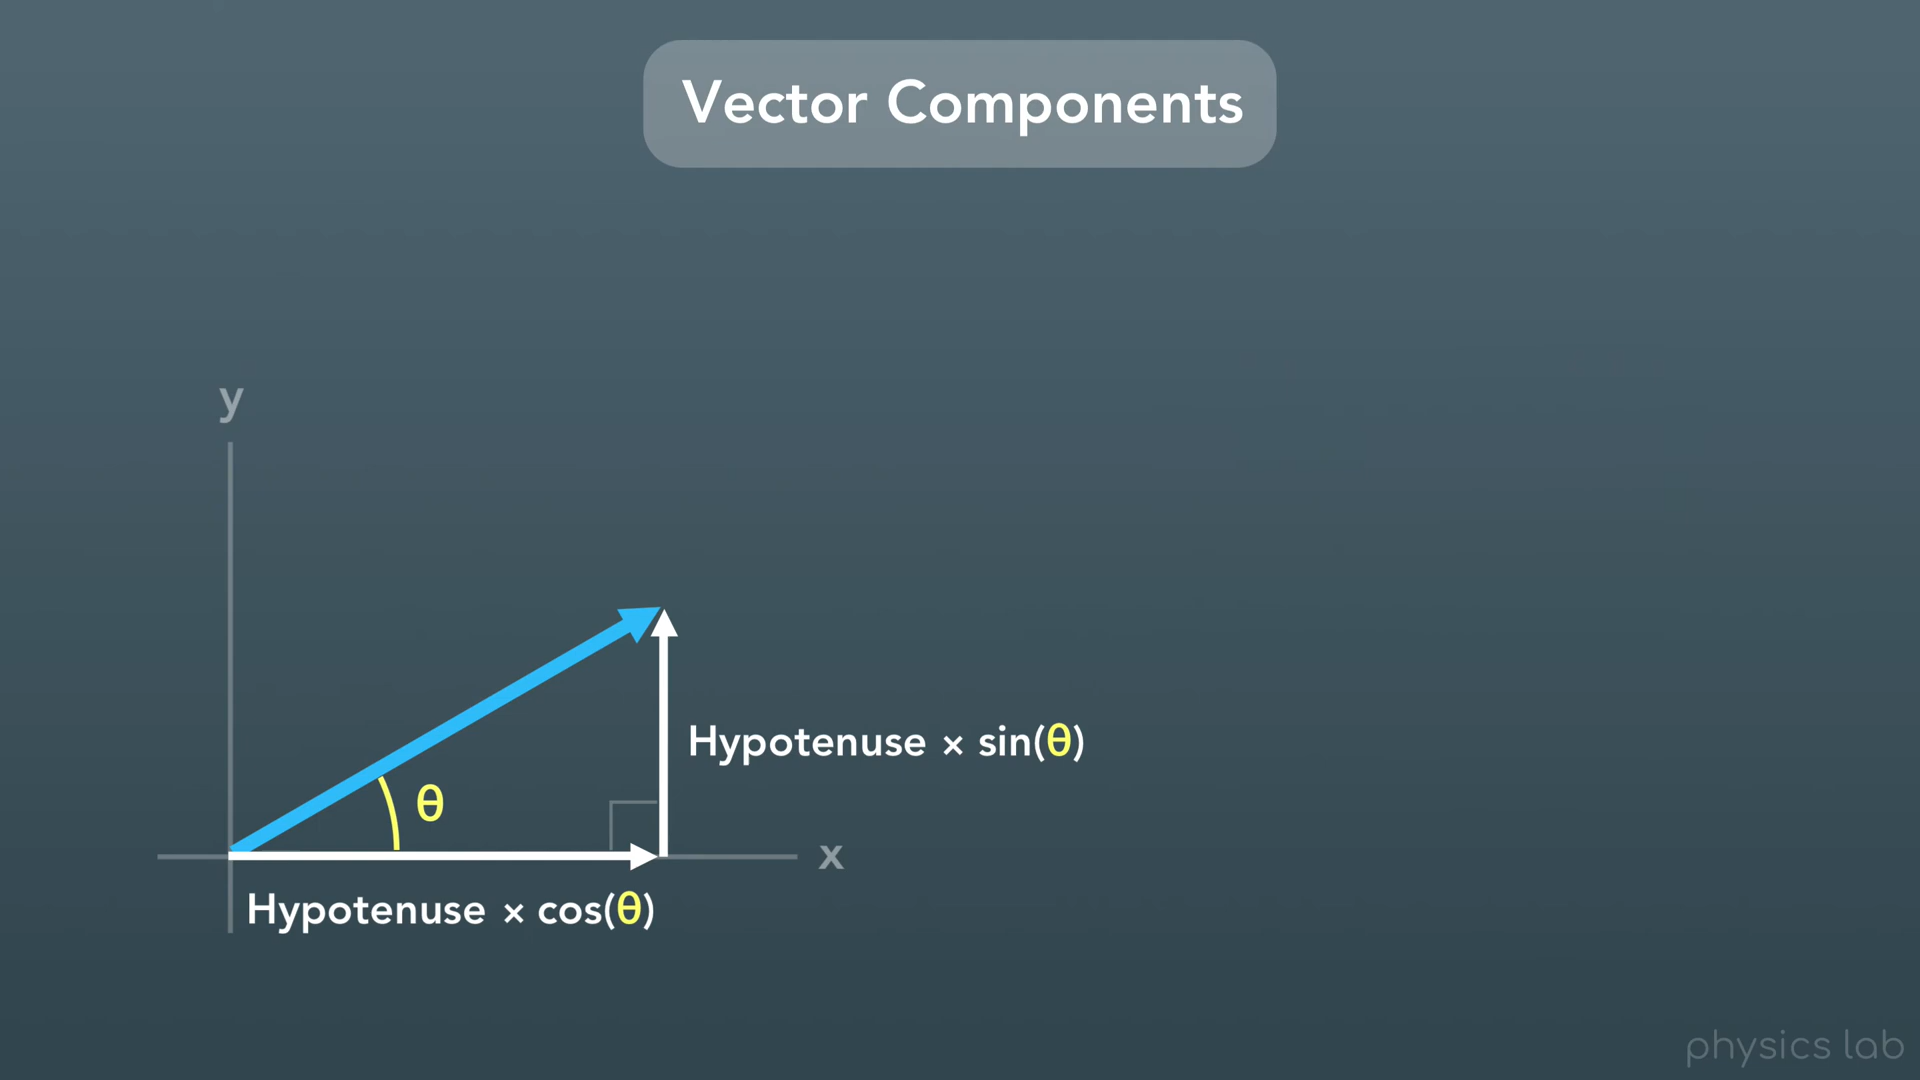 Vector Components
y
Hypotenuse × sin(θ)
θ
x
Hypotenuse × cos(θ)
physics lab